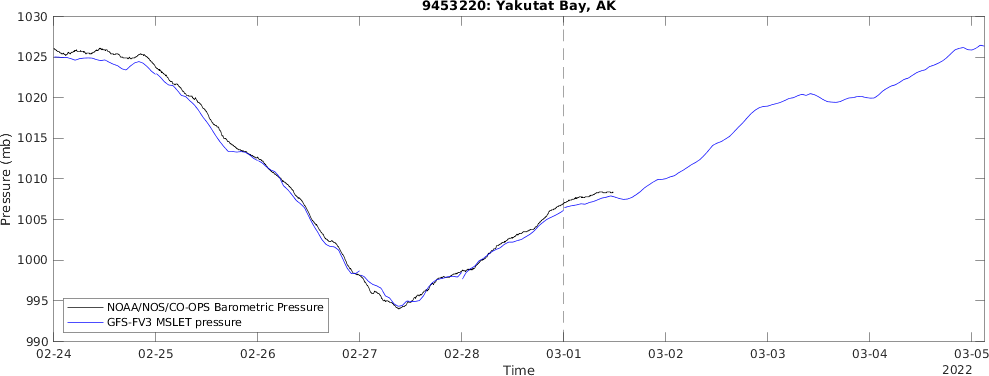 9453220: Yakutat Bay, AK
1030
1025
1020
1015
1010
1005
1000
995
990
Pressure (mb)
NOAA/NOS/CO-OPS Barometric Pressure
GFS-FV3 MSLET pressure
02-24 02-25 02-26 02-27 02-28 03-01 03-02 03-03 03-04 03-05
Time
2022